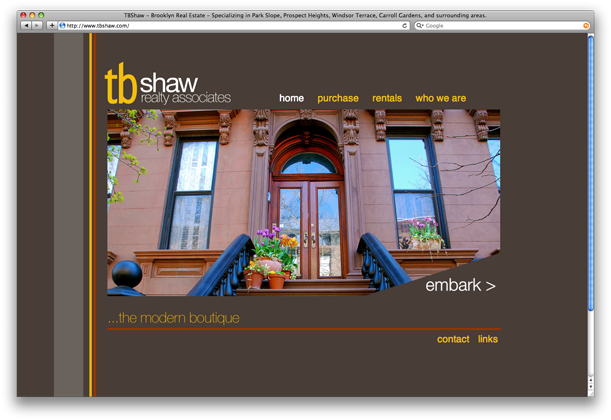 TBShaw – Brooklyn Real Estate – Specializing in Park Slope, Prospect Heights, Windsor Terrace, Carroll Gardens, and surrounding areas.
http://www.tbshaw.com/
Google
tb shaw
realty associates
home purchase rentals who we are
embark >
...the modern boutique
contact links